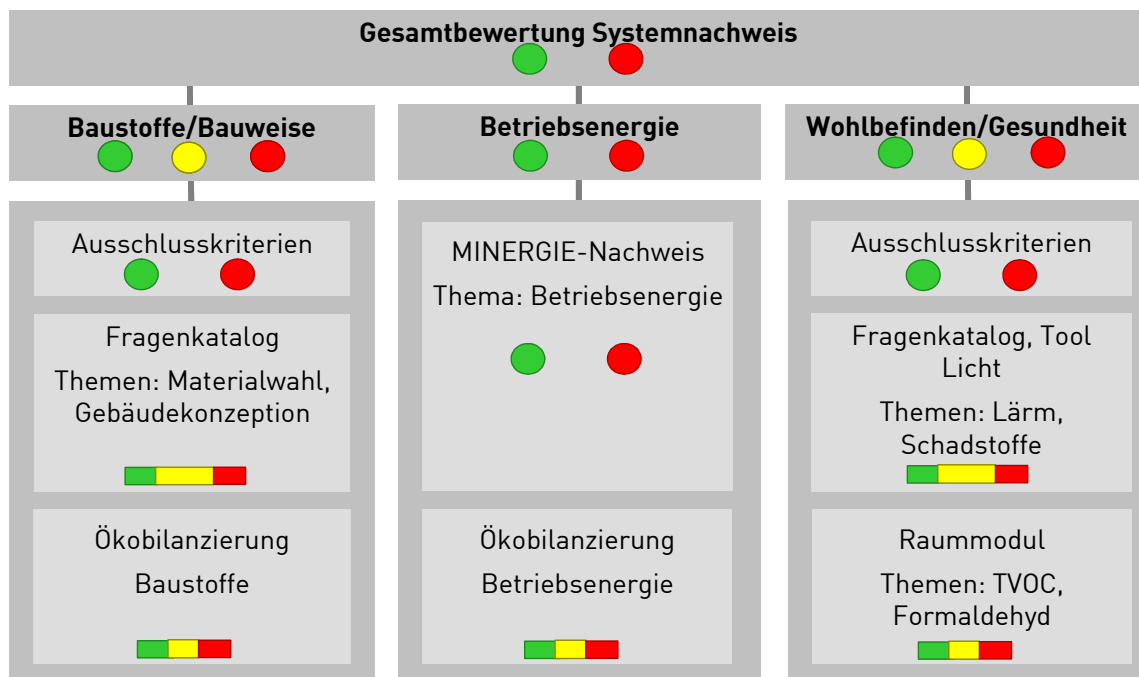 Gesamtbewertung Systemnachweis
Baustoffe/Bauweise
Betriebsenergie
Wohlbefinden/Gesundheit
Ausschlusskriterien
Fragenkatalog
Themen: Materialwahl,
Gebäudekonzeption
Ökobilanzierung
Baustoffe
MINERGIE-Nachweis
Thema: Betriebsenergie
Ökobilanzierung
Betriebsenergie
Ausschlusskriterien
Fragenkatalog, Tool
Licht
Themen: Lärm,
Schadstoffe
Raummodul
Themen: TVOC,
Formaldehyd